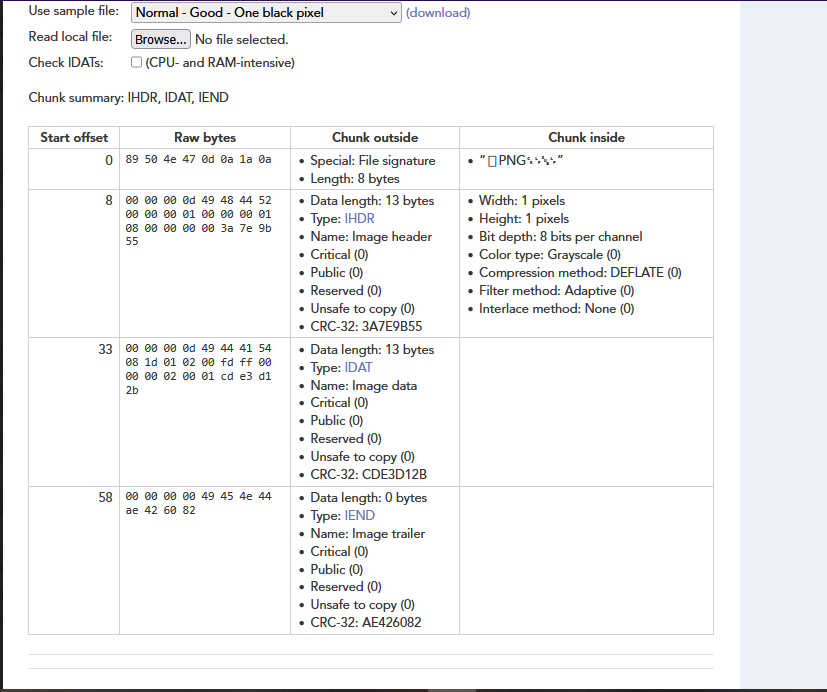 Use sample file: Normal - Good - One black pixel (download)
Read local file: Browse... No file selected.
Check IDATs: (CPU- and RAM-intensive)
Chunk summary: IHDR, IDAT, IEND
Start offset Raw bytes Chunk outside Chunk inside
0
89 50 4e 47 0d 0a 1a 0a
• Special: File signature
• Length: 8 bytes
• “PNG”
8
00 00 00 0d 49 48 44 52
00 00 00 01 00 00 00 01
08 00 00 00 00 3a 7e 9b
55
• Data length: 13 bytes
• Type: IHDR
• Name: Image header
• Critical (0)
• Public (0)
• Reserved (0)
• Unsafe to copy (0)
• CRC-32: 3A7E9B55
• Width: 1 pixels
• Height: 1 pixels
• Bit depth: 8 bits per channel
• Color type: Grayscale (0)
• Compression method: DEFLATE (0)
• Filter method: Adaptive (0)
• Interlace method: None (0)
33
00 00 00 0d 49 44 41 54
08 1d 01 02 00 fd ff 00
00 00 02 00 01 cd e3 d1
2b
• Data length: 13 bytes
• Type: IDAT
• Name: Image data
• Critical (0)
• Public (0)
• Reserved (0)
• Unsafe to copy (0)
• CRC-32: CDE3D12B
58
00 00 00 00 49 45 4e 44
ae 42 60 82
• Data length: 0 bytes
• Type: IEND
• Name: Image trailer
• Critical (0)
• Public (0)
• Reserved (0)
• Unsafe to copy (0)
• CRC-32: AE426082